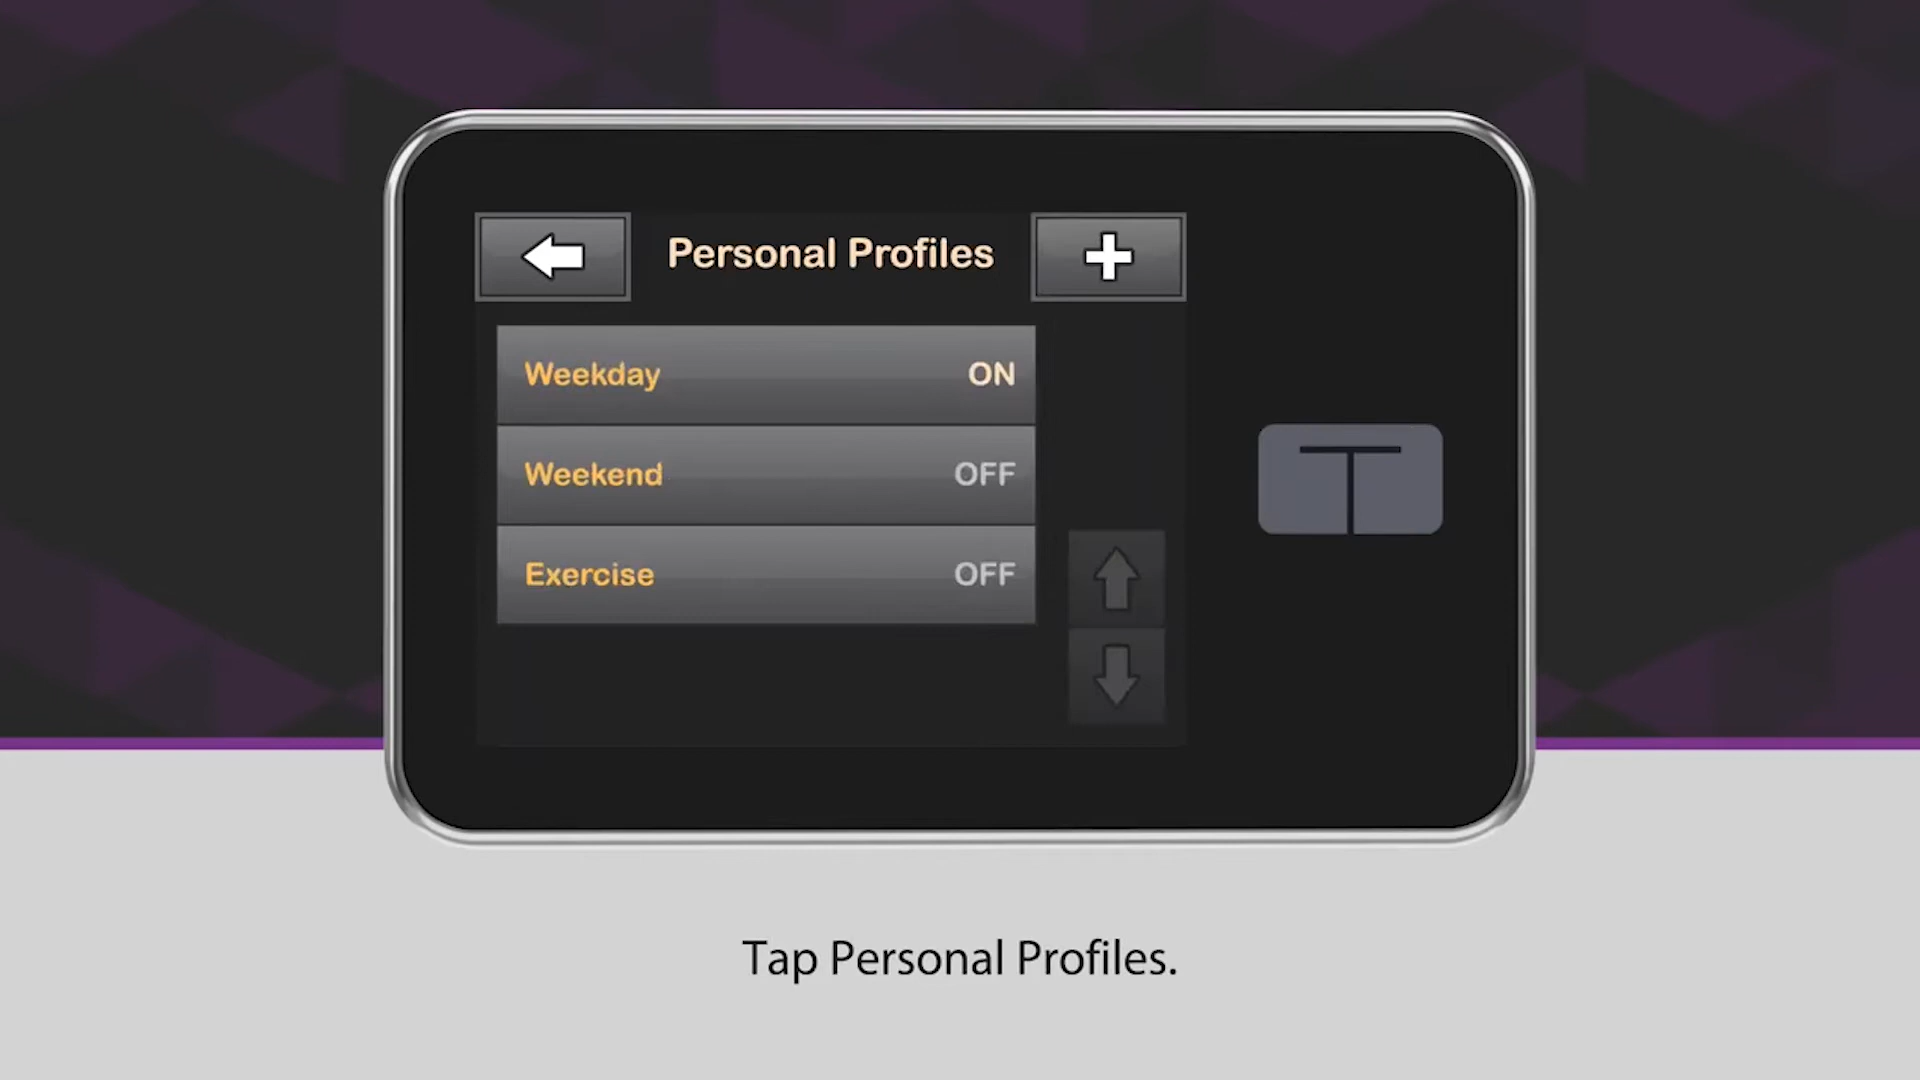 Personal Profiles
Weekday ON
Weekend OFF
Exercise OFF
Tap Personal Profiles.